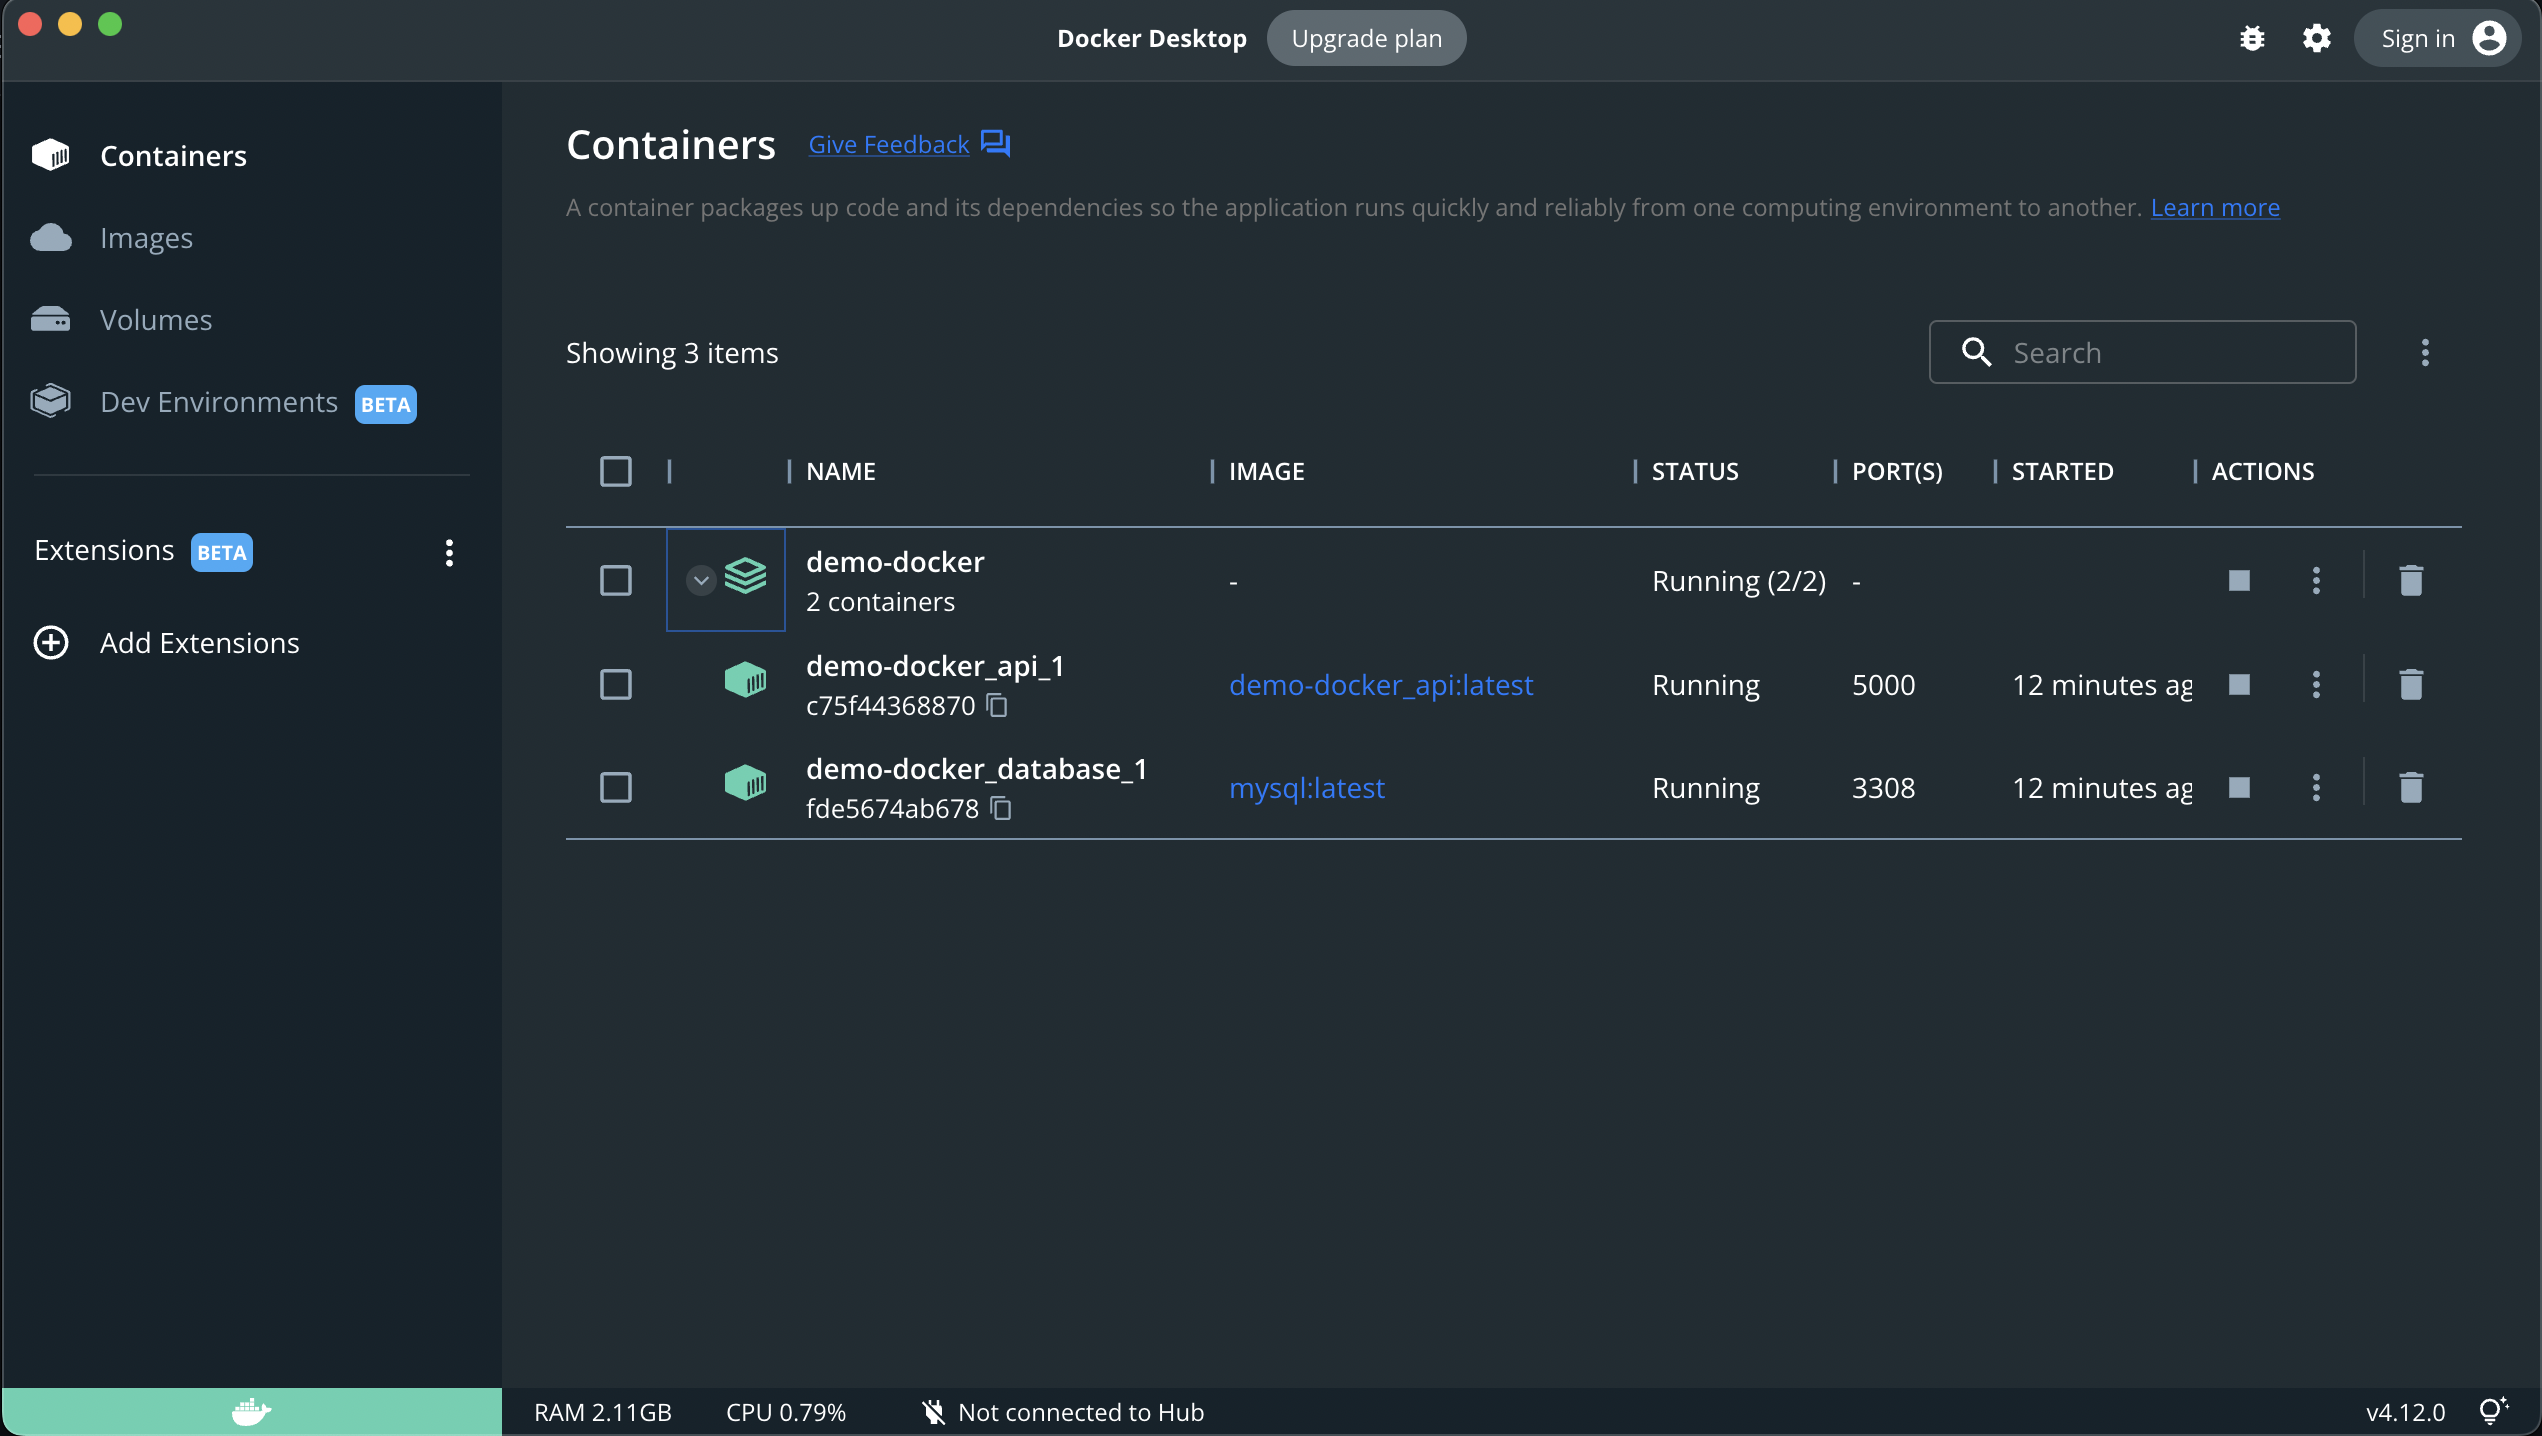 Docker Desktop Upgrade plan Sign in
Containers
Images
Volumes
Dev Environments BETA
Extensions BETA
Add Extensions
Containers Give Feedback
A container packages up code and its dependencies so the application runs quickly and reliably from one computing environment to another. Learn more
Showing 3 items Search
NAME IMAGE STATUS PORT(S) STARTED ACTIONS
demo-docker - Running (2/2) -
2 containers
demo-docker_api_1 demo-docker_api:latest Running 5000 12 minutes ag
c75f44368870
demo-docker_database_1 mysql:latest Running 3308 12 minutes ag
fde5674ab678
RAM 2.11GB CPU 0.79% Not connected to Hub v4.12.0